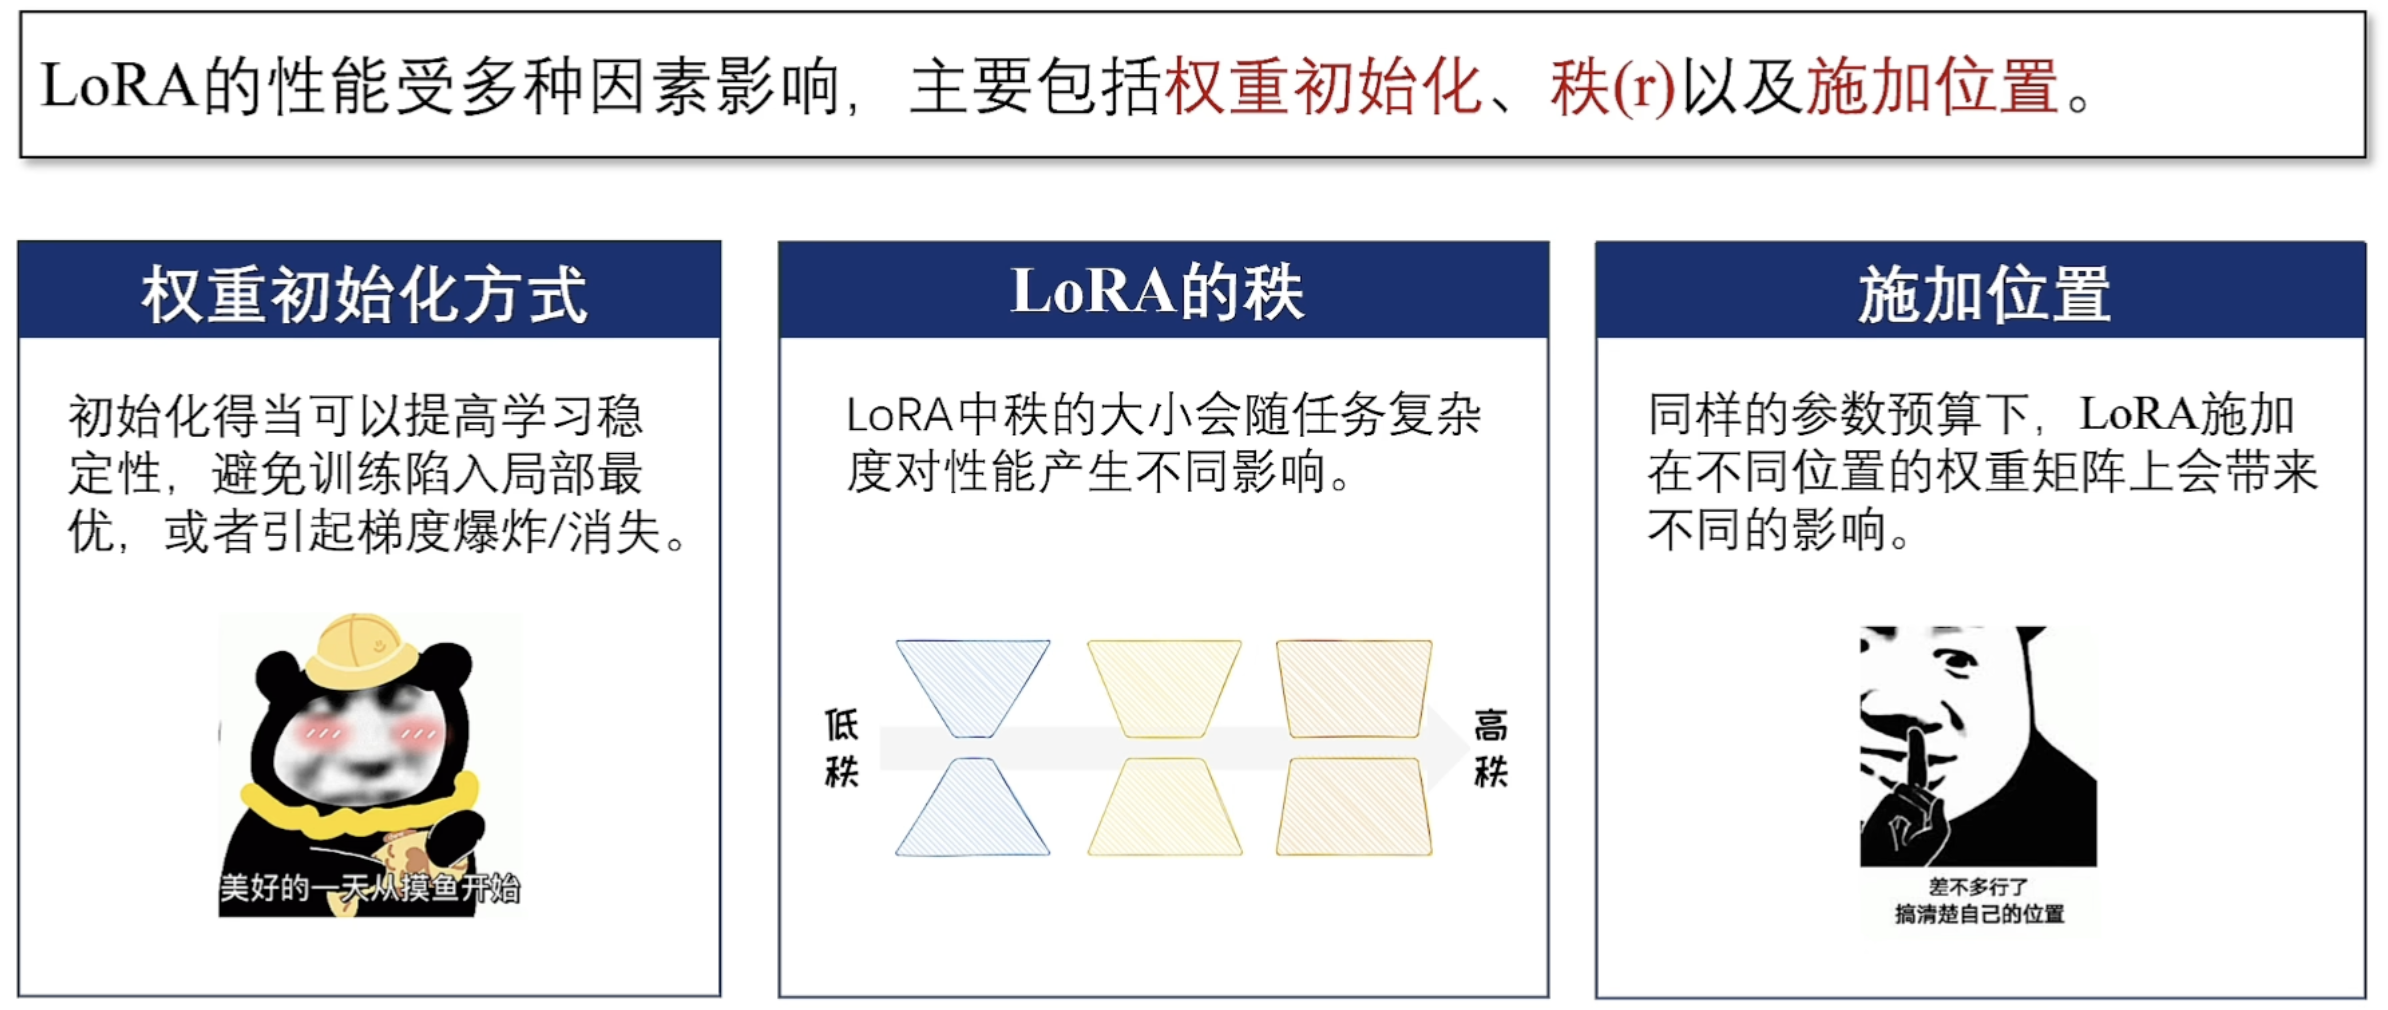 LoRA的性能受多种因素影响，主要包括权重初始化、秩(r)以及施加位置。
权重初始化方式
初始化得当可以提高学习稳
定性，避免训练陷入局部最
优，或者引起梯度爆炸/消失。
美好的一天从摸鱼开始
LoRA的秩
LoRA中秩的大小会随任务复杂
度对性能产生不同影响。
低
秩
高
秩
施加位置
同样的参数预算下，LoRA施加
在不同位置的权重矩阵上会带来
不同的影响。
差不多行了
搞清楚自己的位置